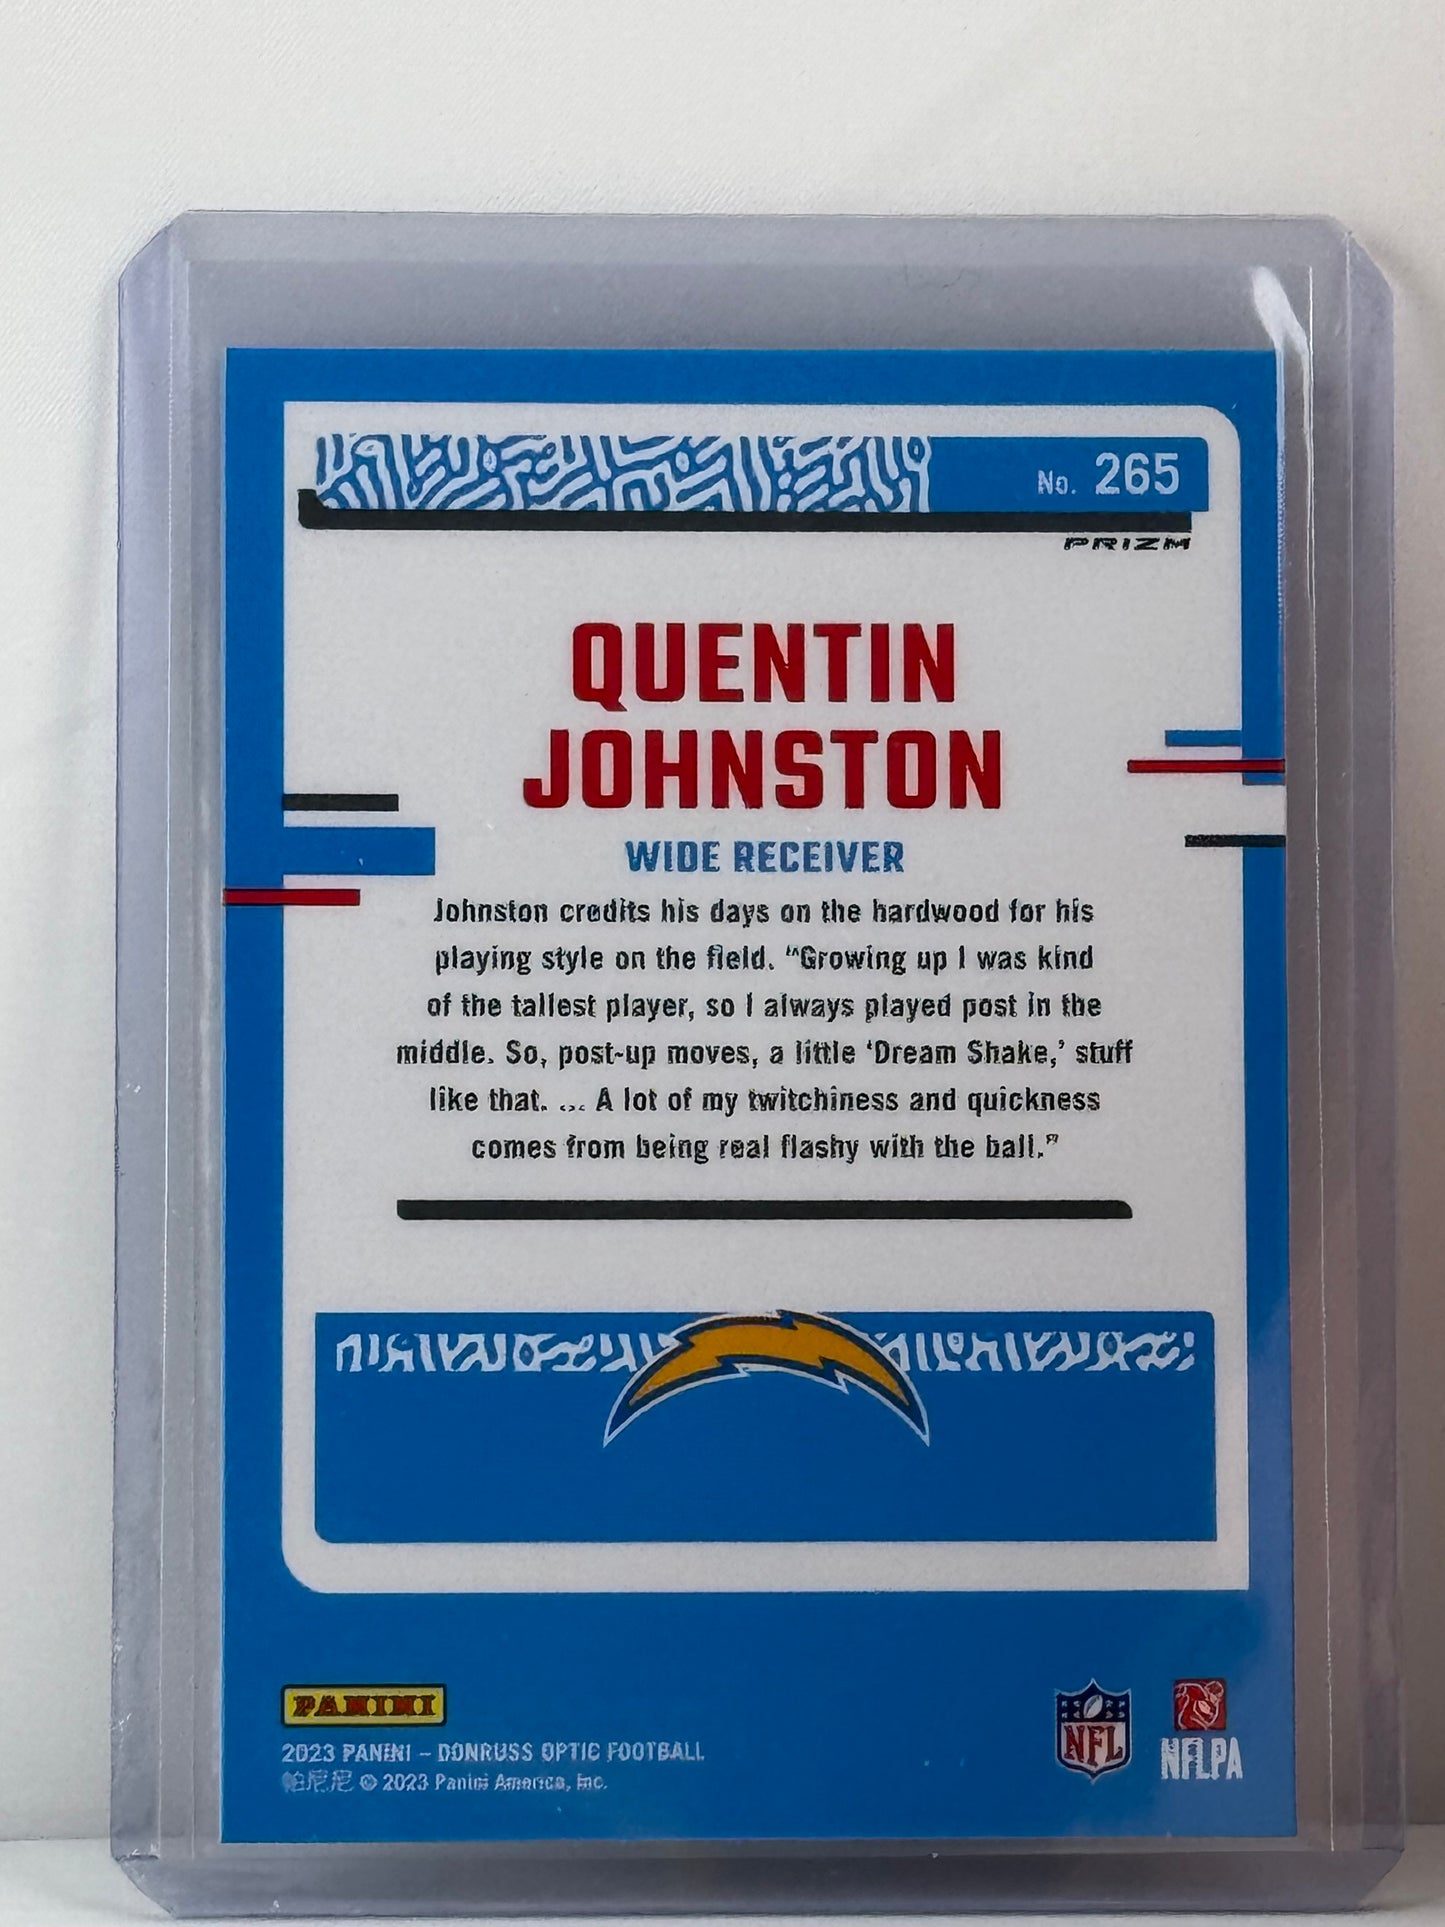 No. 265
PRIZM
QUENTIN
JOHNSTON
WIDE RECEIVER
Johnston credits his days on the hardwood for his
playing style on the field. “Growing up I was kind
of the tallest player, so I always played post in the
middle. So, post-up moves, a little ‘Dream Shake,’ stuff
like that. ... A lot of my twitchiness and quickness
comes from being real flashy with the ball.”
PANINI
2023 PANINI – DONRUSS OPTIC FOOTBALL
帕尼尼 © 2023 Panini America, Inc.
NFL
NFLPA